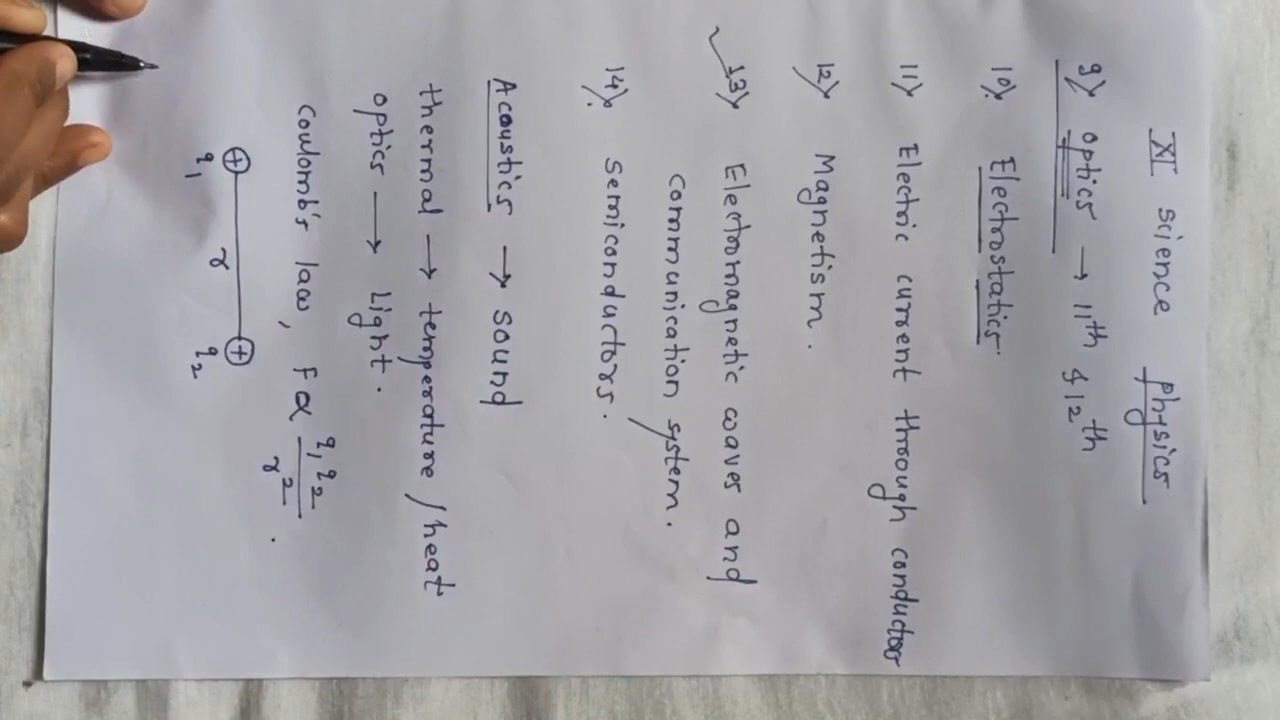 XI science physics
9) optics → 11th & 12th
10). Electrostatics
11) Electric current through conductors
12) Magnetism.
13) Electromagnetic waves and
communication system.
14). Semiconductors.
Acoustics → sound
thermal → temperature/heat
optics → Light.
coulomb's law, F α q1q2/r2.
+ +
q1 r q2